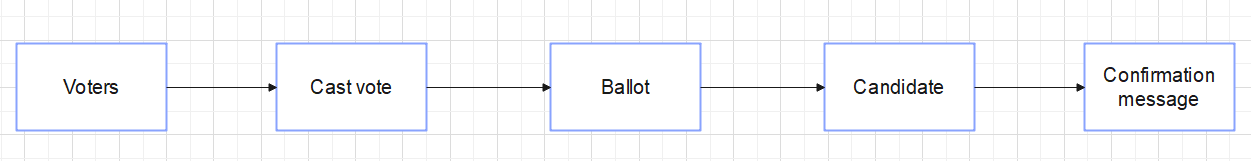 Voters
Cast vote
Ballot
Candidate
Confirmation
message